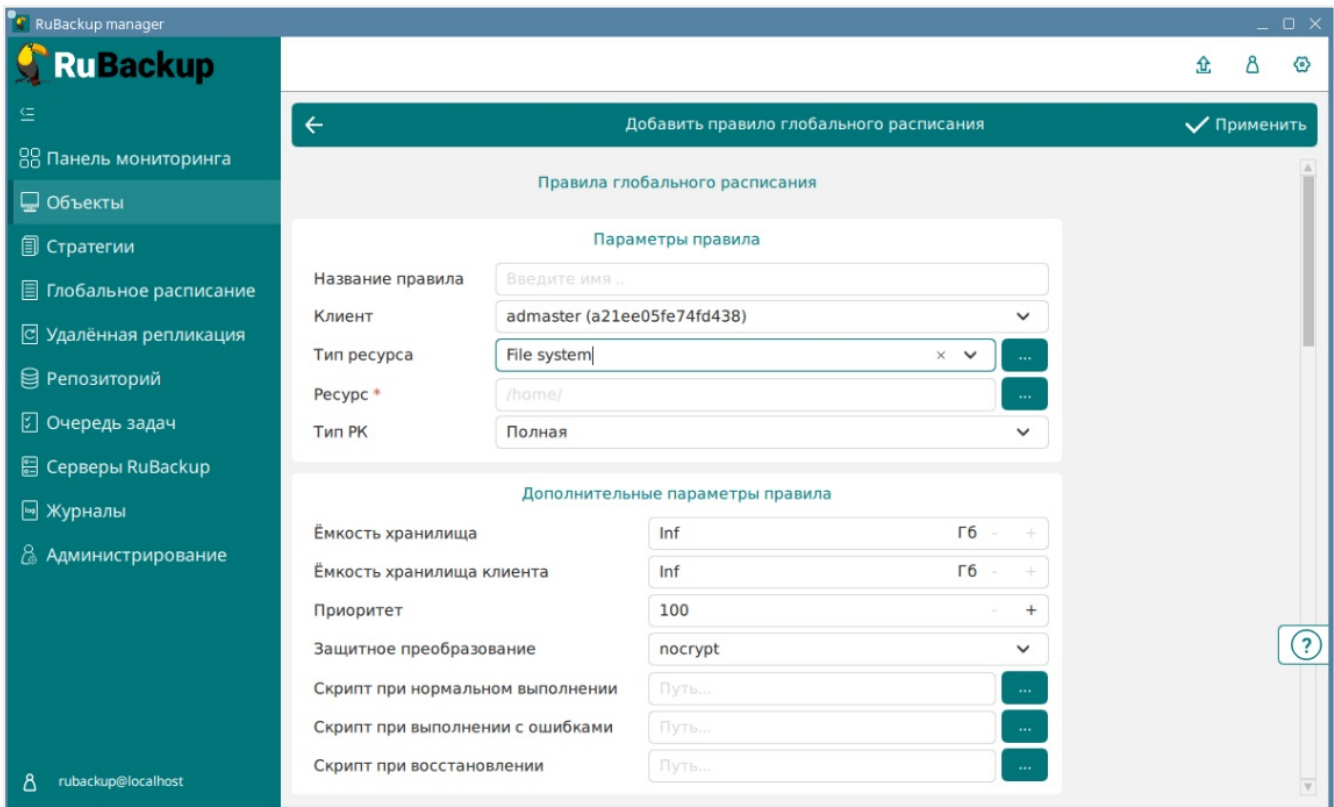 RuBackup manager
RuBackup
Добавить правило глобального расписания
Применить
Панель мониторинга
Объекты
Стратегии
Глобальное расписание
Удалённая репликация
Репозиторий
Очередь задач
Серверы RuBackup
Журналы
Администрирование
rubackup@localhost
Правила глобального расписания
Параметры правила
Название правила Введите имя ..
Клиент admaster (a21ee05fe74fd438)
Тип ресурса File system × ...
Ресурс * /home/ ...
Тип РК Полная
Дополнительные параметры правила
Ёмкость хранилища Inf Гб - +
Ёмкость хранилища клиента Inf Гб - +
Приоритет 100 - +
Защитное преобразование nocrypt
Скрипт при нормальном выполнении Путь... ...
Скрипт при выполнении с ошибками Путь... ...
Скрипт при восстановлении Путь... ...
?